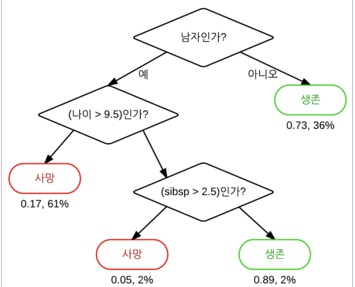 남자인가?
예
아니오
생존
0.73, 36%
(나이 > 9.5)인가?
사망
0.17, 61%
(sibsp > 2.5)인가?
사망
생존
0.05, 2%
0.89, 2%